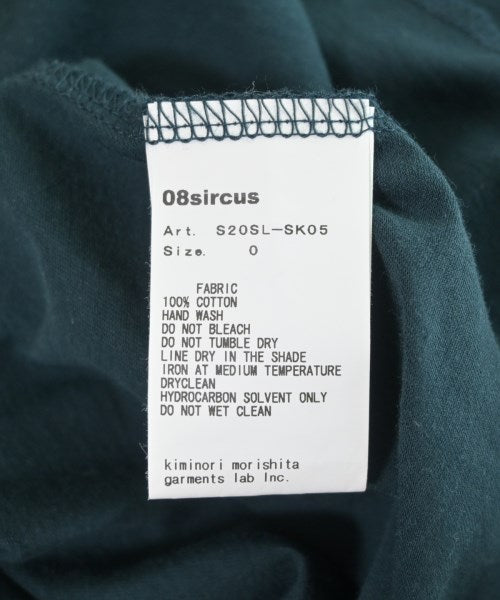 08sircus
Art. S20SL-SK05
Size. 0
FABRIC
100% COTTON
HAND WASH
DO NOT BLEACH
DO NOT TUMBLE DRY
LINE DRY IN THE SHADE
IRON AT MEDIUM TEMPERATURE
DRYCLEAN
HYDROCARBON SOLVENT ONLY
DO NOT WET CLEAN
kiminori morishita
garments lab Inc.